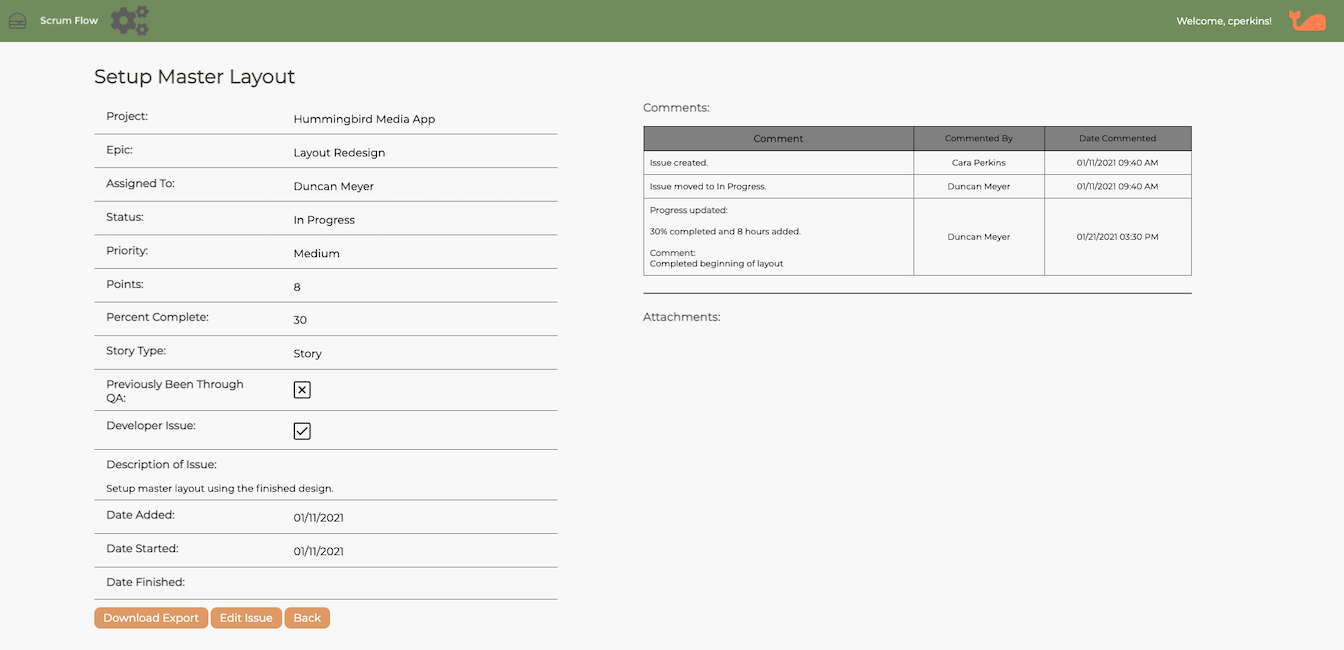 Scrum Flow
Welcome, cperkins!
Setup Master Layout
Project: Hummingbird Media App
Epic: Layout Redesign
Assigned To: Duncan Meyer
Status: In Progress
Priority: Medium
Points: 8
Percent Complete: 30
Story Type: Story
Previously Been Through
QA:
Developer Issue:
Description of Issue:
Setup master layout using the finished design.
Date Added: 01/11/2021
Date Started: 01/11/2021
Date Finished:
Download Export Edit Issue Back
Comments:
Comment Commented By Date Commented
Issue created. Cara Perkins 01/11/2021 09:40 AM
Issue moved to In Progress. Duncan Meyer 01/11/2021 09:40 AM
Progress updated:
30% completed and 8 hours added.
Comment:
Completed beginning of layout
Duncan Meyer 01/21/2021 03:30 PM
Attachments: